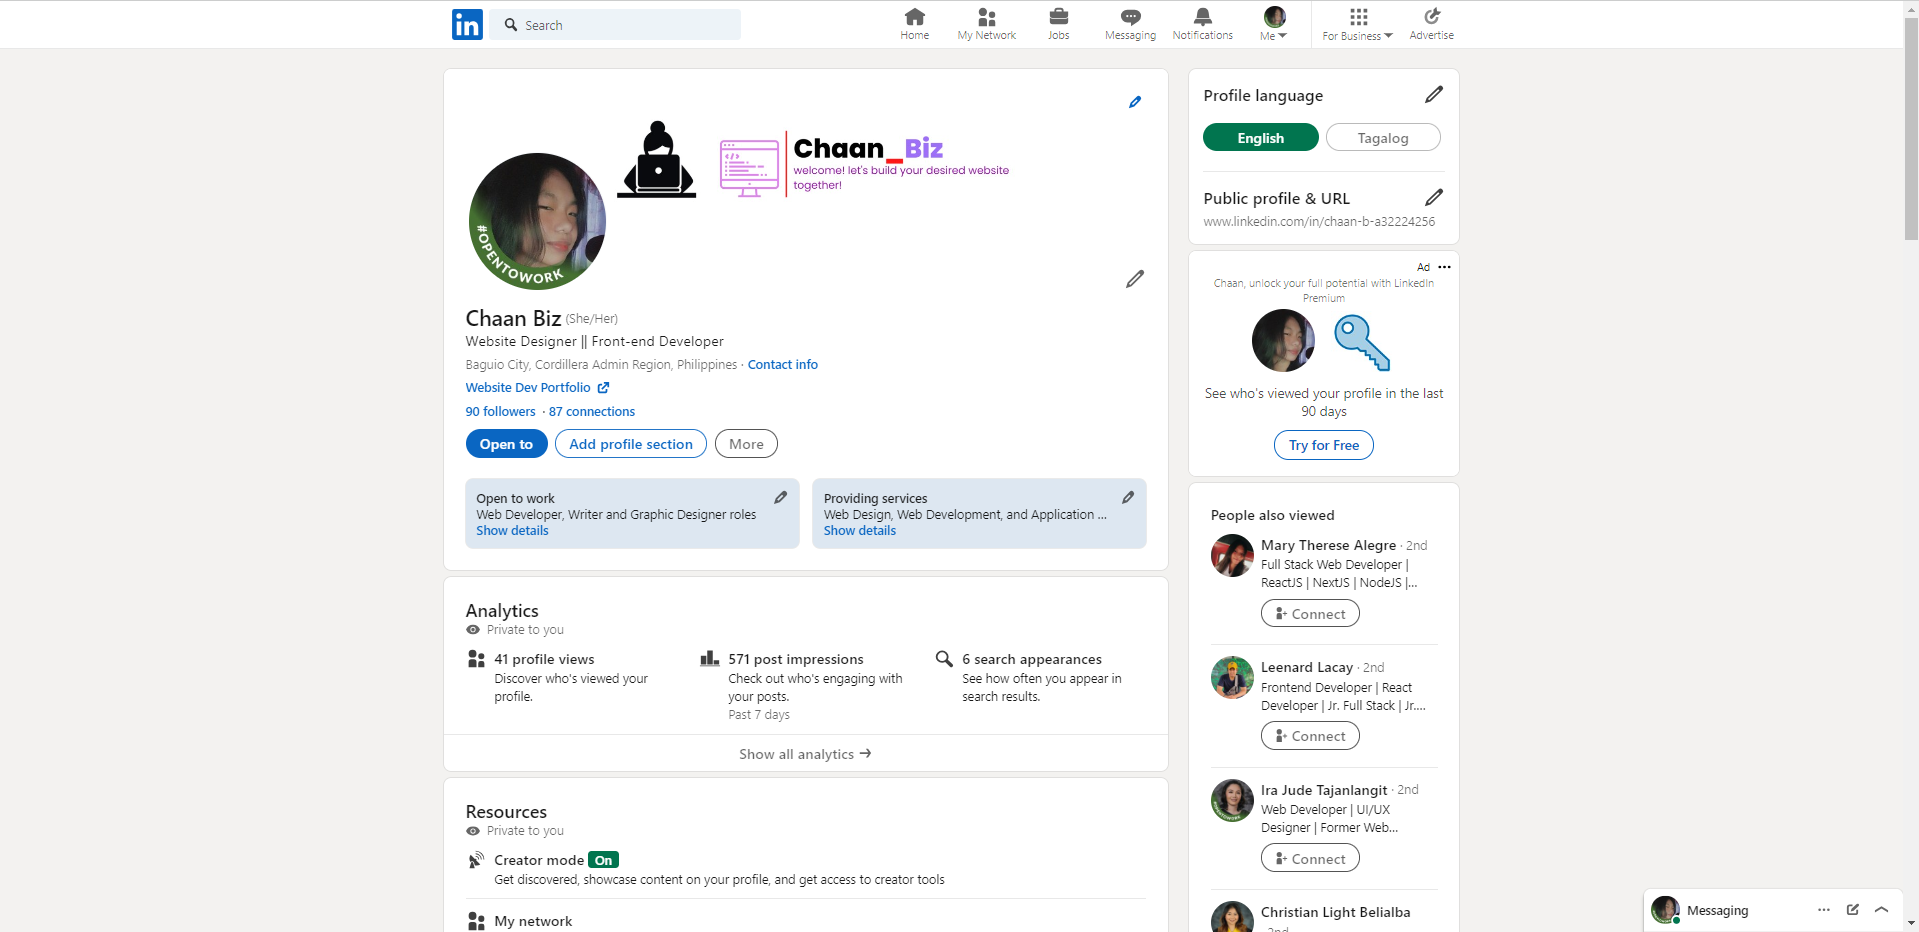 in
Search
Home
My Network
Jobs
Messaging
Notifications
Me
For Business
Advertise
Chaan_Biz
welcome! let's build your desired website
together!
#OPENTOWORK
Chaan Biz (She/Her)
Website Designer || Front-end Developer
Baguio City, Cordillera Admin Region, Philippines · Contact info
Website Dev Portfolio
90 followers · 87 connections
Open to
Add profile section
More
Open to work
Web Developer, Writer and Graphic Designer roles
Show details
Providing services
Web Design, Web Development, and Application ...
Show details
Analytics
Private to you
41 profile views
Discover who's viewed your
profile.
571 post impressions
Check out who's engaging with
your posts.
Past 7 days
6 search appearances
See how often you appear in
search results.
Show all analytics →
Resources
Private to you
Creator mode On
Get discovered, showcase content on your profile, and get access to creator tools
My network
Profile language
English
Tagalog
Public profile & URL
www.linkedin.com/in/chaan-b-a32224256
Ad ···
Chaan, unlock your full potential with LinkedIn
Premium
See who's viewed your profile in the last
90 days
Try for Free
People also viewed
Mary Therese Alegre · 2nd
Full Stack Web Developer |
ReactJS | NextJS | NodeJS |...
Connect
Leenard Lacay · 2nd
Frontend Developer | React
Developer | Jr. Full Stack | Jr....
Connect
Ira Jude Tajanlangit · 2nd
#OPENTOWORK
Web Developer | UI/UX
Designer | Former Web...
Connect
Christian Light Belialba
· 2nd
Messaging